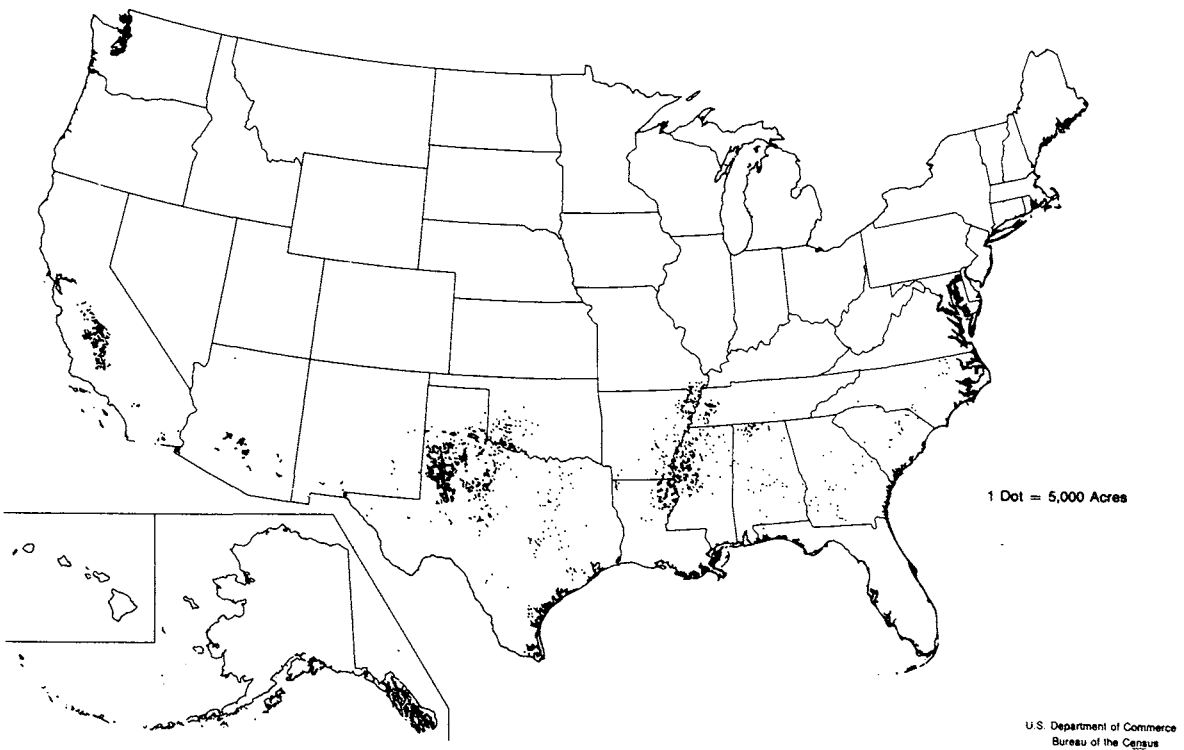 1 Dot = 5,000 Acres
U.S. Department of Commerce
Bureau of the Census